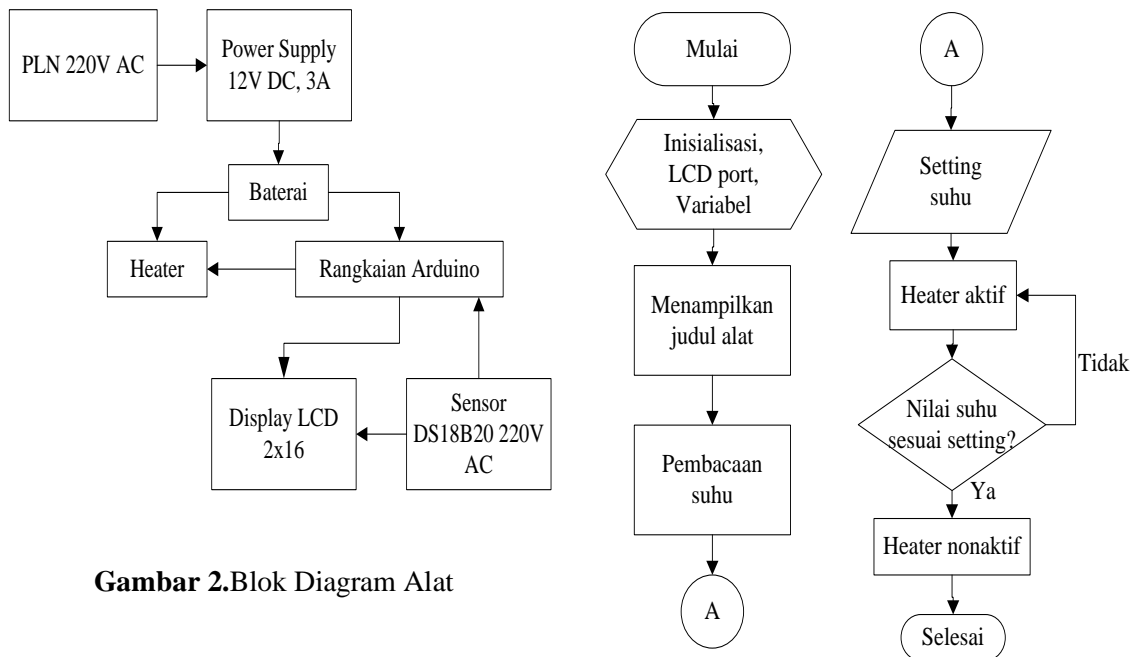 PLN 220V AC
Power Supply
12V DC, 3A
Baterai
Heater
Rangkaian Arduino
Display LCD
2x16
Sensor
DS18B20 220V
AC
Gambar 2.Blok Diagram Alat
Mulai
Inisialisasi,
LCD port,
Variabel
Menampilkan
judul alat
Pembacaan
suhu
A
A
Setting
suhu
Heater aktif
Tidak
Nilai suhu
sesuai setting?
Ya
Heater nonaktif
Selesai